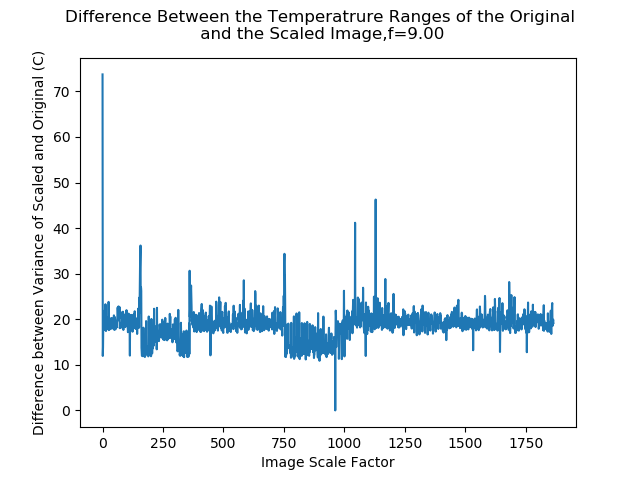 Difference Between the Temperatrure Ranges of the Original
and the Scaled Image,f=9.00
Difference between Variance of Scaled and Original (C)
70
60
50
40
30
20
10
0
0 250 500 750 1000 1250 1500 1750
Image Scale Factor